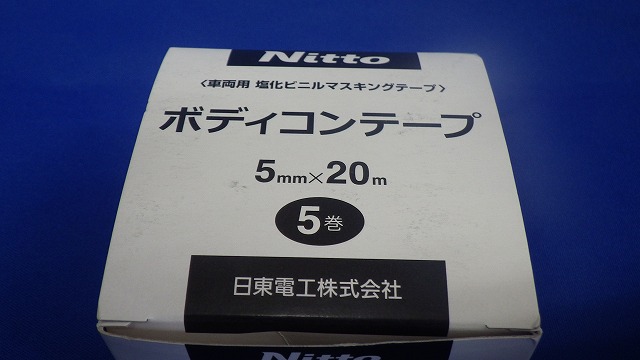 Nitto
〈車両用 塩化ビニルマスキングテープ〉
ボディコンテープ
5mm×20m
5巻
日東電工株式会社
Nitto